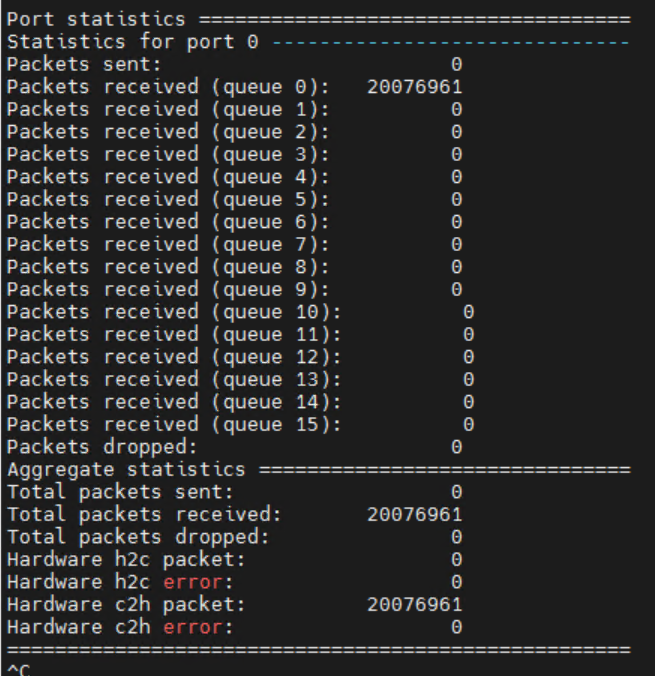 Port statistics ====================================
Statistics for port 0 ------------------------------
Packets sent: 0
Packets received (queue 0): 20076961
Packets received (queue 1): 0
Packets received (queue 2): 0
Packets received (queue 3): 0
Packets received (queue 4): 0
Packets received (queue 5): 0
Packets received (queue 6): 0
Packets received (queue 7): 0
Packets received (queue 8): 0
Packets received (queue 9): 0
Packets received (queue 10): 0
Packets received (queue 11): 0
Packets received (queue 12): 0
Packets received (queue 13): 0
Packets received (queue 14): 0
Packets received (queue 15): 0
Packets dropped: 0
Aggregate statistics ===============================
Total packets sent: 0
Total packets received: 20076961
Total packets dropped: 0
Hardware h2c packet: 0
Hardware h2c error: 0
Hardware c2h packet: 20076961
Hardware c2h error: 0
====================================================
^C